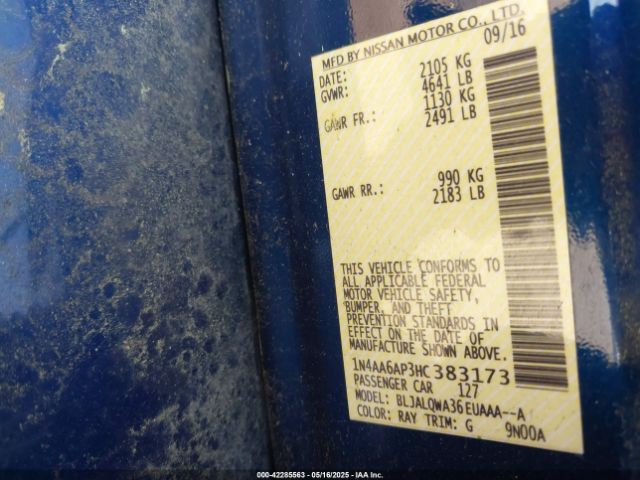 MFD BY NISSAN MOTOR CO., LTD.
DATE: 09/16
GVWR: 2105 KG
4641 LB
GAWR FR.: 1130 KG
2491 LB
GAWR RR.: 990 KG
2183 LB
THIS VEHICLE CONFORMS TO
ALL APPLICABLE FEDERAL
MOTOR VEHICLE SAFETY,
BUMPER, AND THEFT
PREVENTION STANDARDS IN
EFFECT ON THE DATE OF
MANUFACTURE SHOWN ABOVE.
1N4AA6AP3HC383173
PASSENGER CAR 127
MODEL: BLJALQWA36EUAAA--A
COLOR: RAY TRIM: G 9N00A
000-42285563 - 05/16/2025 - IAA Inc.